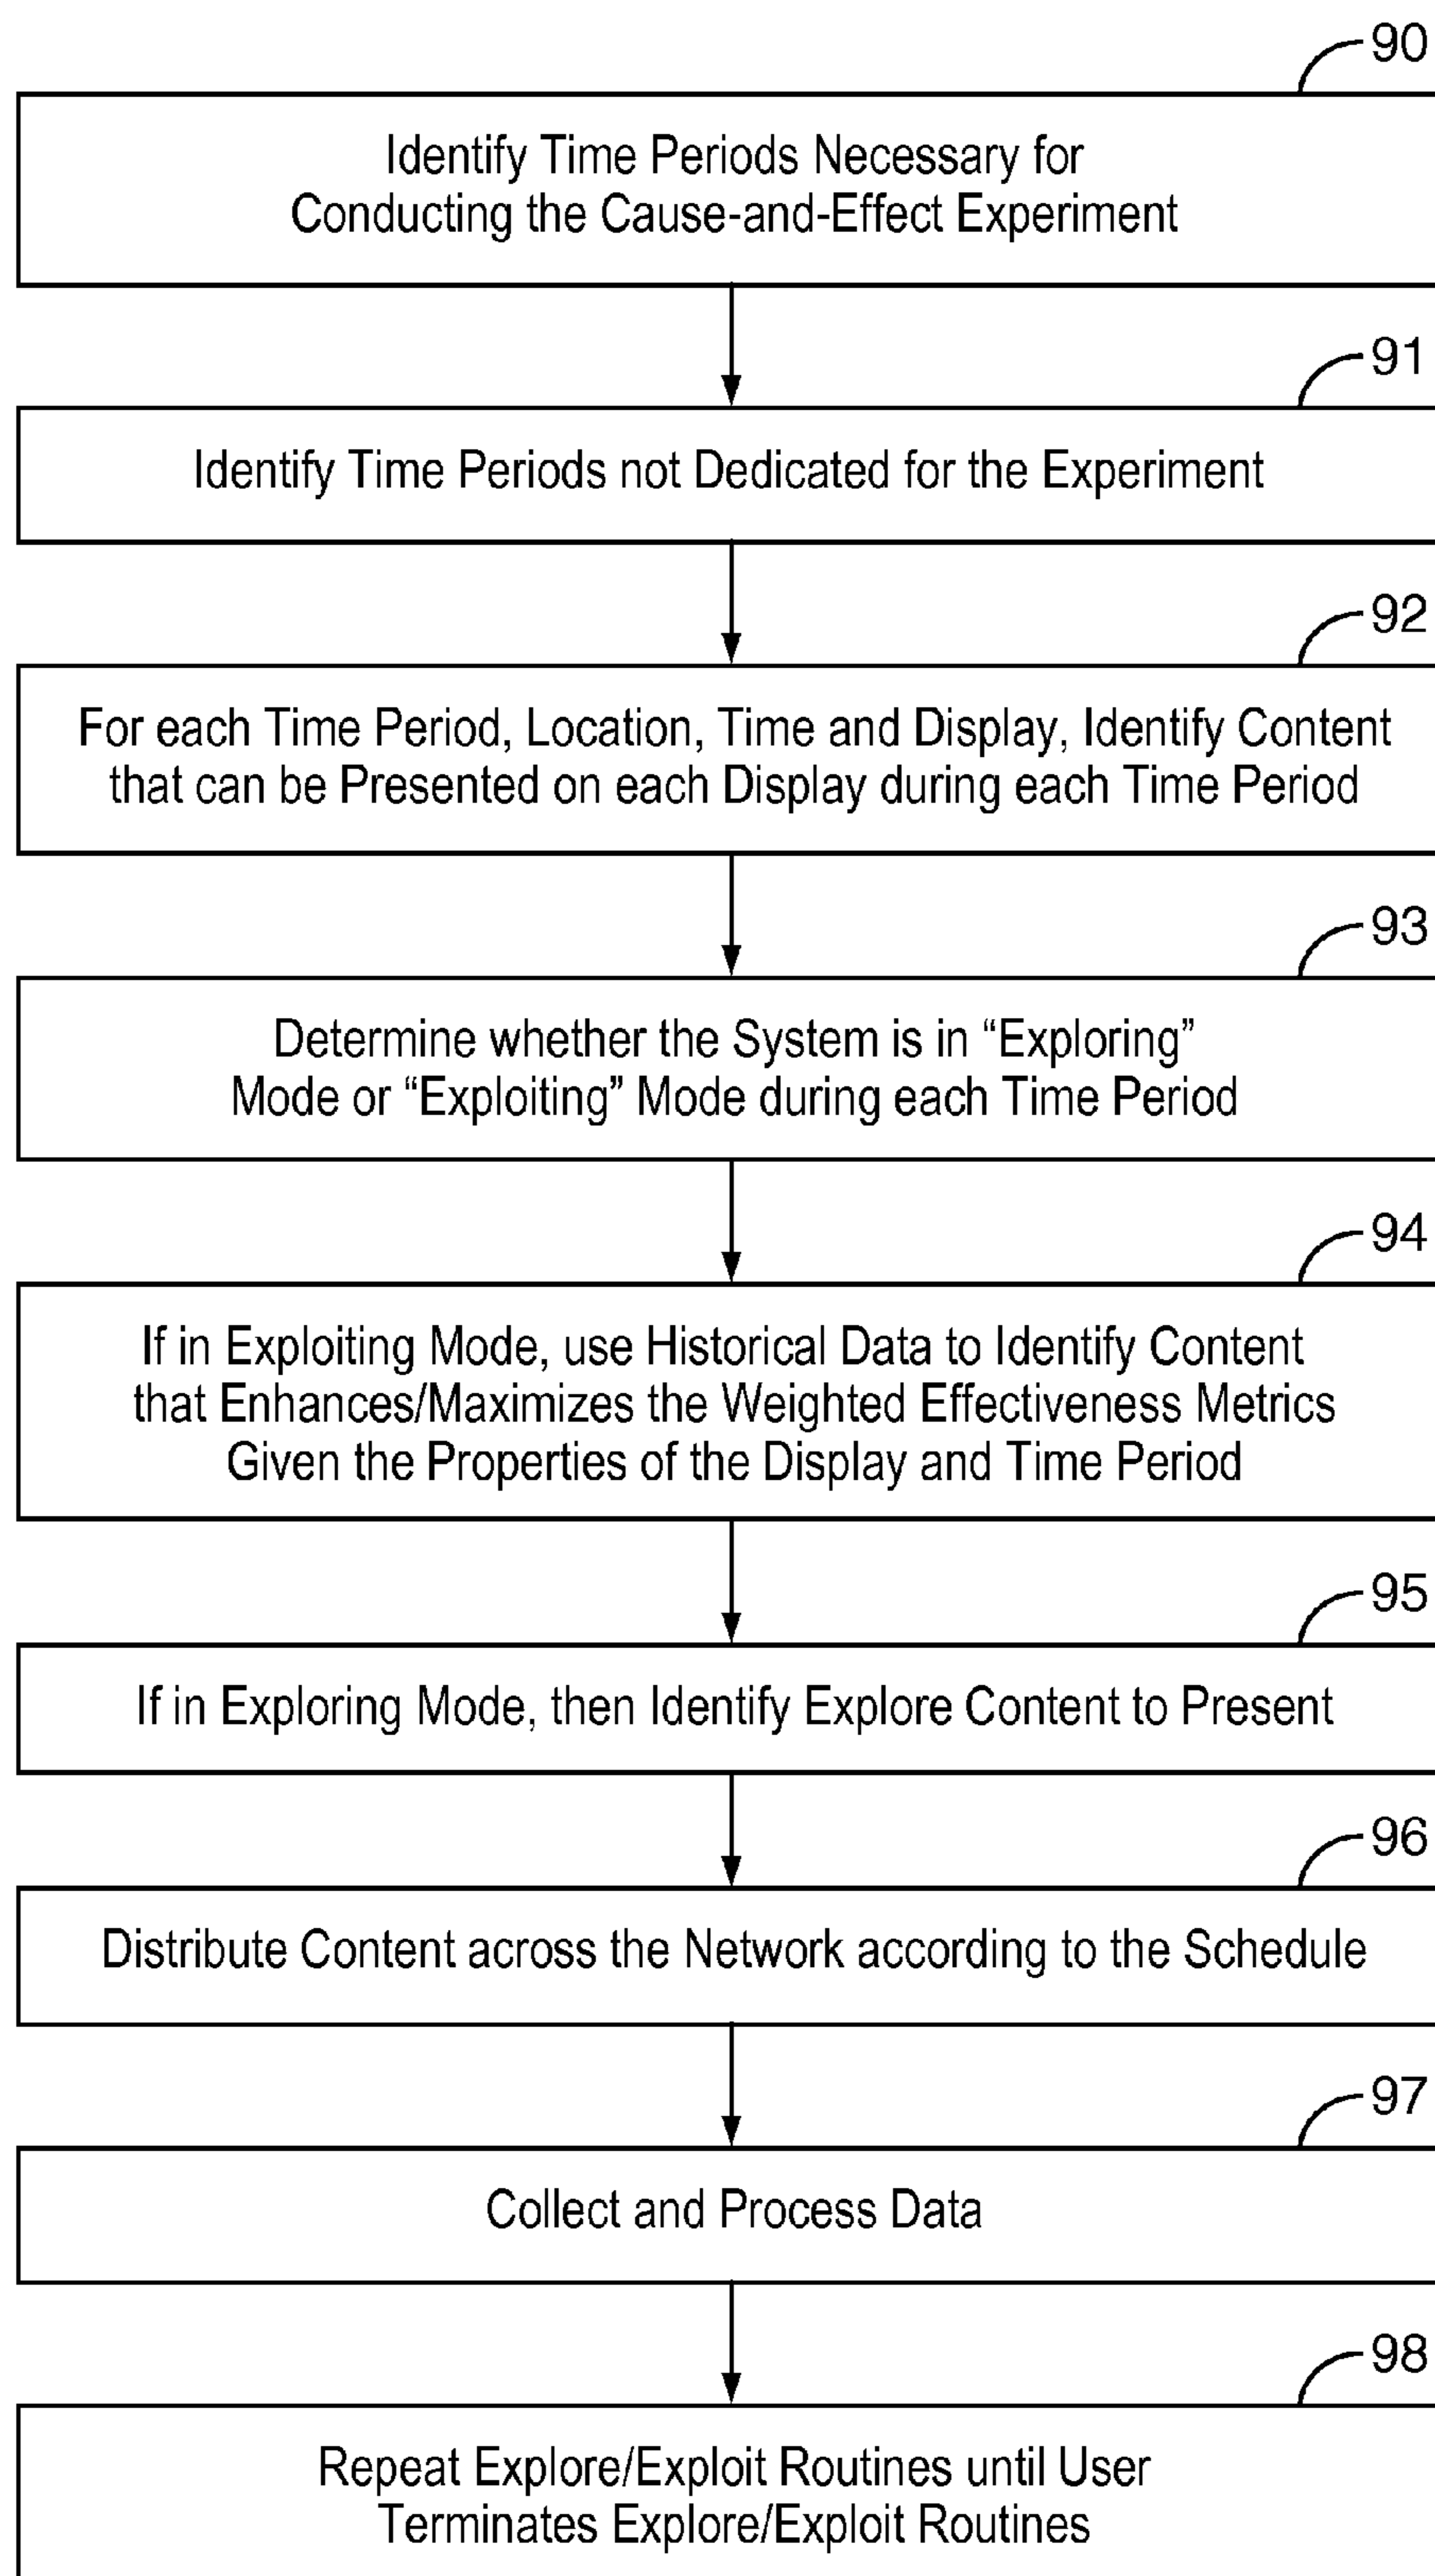 90
Identify Time Periods Necessary for
Conducting the Cause-and-Effect Experiment
91
Identify Time Periods not Dedicated for the Experiment
92
For each Time Period, Location, Time and Display, Identify Content
that can be Presented on each Display during each Time Period
93
Determine whether the System is in “Exploring”
Mode or “Exploiting” Mode during each Time Period
94
If in Exploiting Mode, use Historical Data to Identify Content
that Enhances/Maximizes the Weighted Effectiveness Metrics
Given the Properties of the Display and Time Period
95
If in Exploring Mode, then Identify Explore Content to Present
96
Distribute Content across the Network according to the Schedule
97
Collect and Process Data
98
Repeat Explore/Exploit Routines until User
Terminates Explore/Exploit Routines